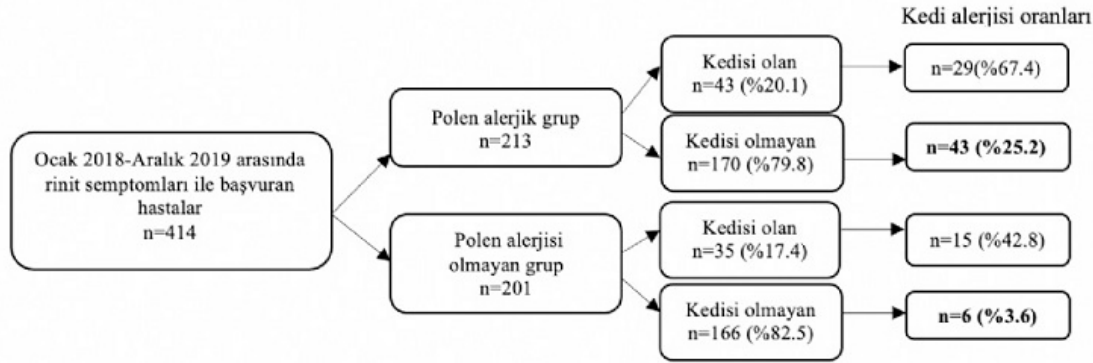 Kedi alerjisi oranları
Ocak 2018-Aralık 2019 arasında
rinit semptomları ile başvuran
hastalar
n=414
Polen alerjik grup
n=213
Kedisi olan
n=43 (%20.1)
n=29(%67.4)
Kedisi olmayan
n=170 (%79.8)
n=43 (%25.2)
Polen alerjisi
olmayan grup
n=201
Kedisi olan
n=35 (%17.4)
n=15 (%42.8)
Kedisi olmayan
n=166 (%82.5)
n=6 (%3.6)